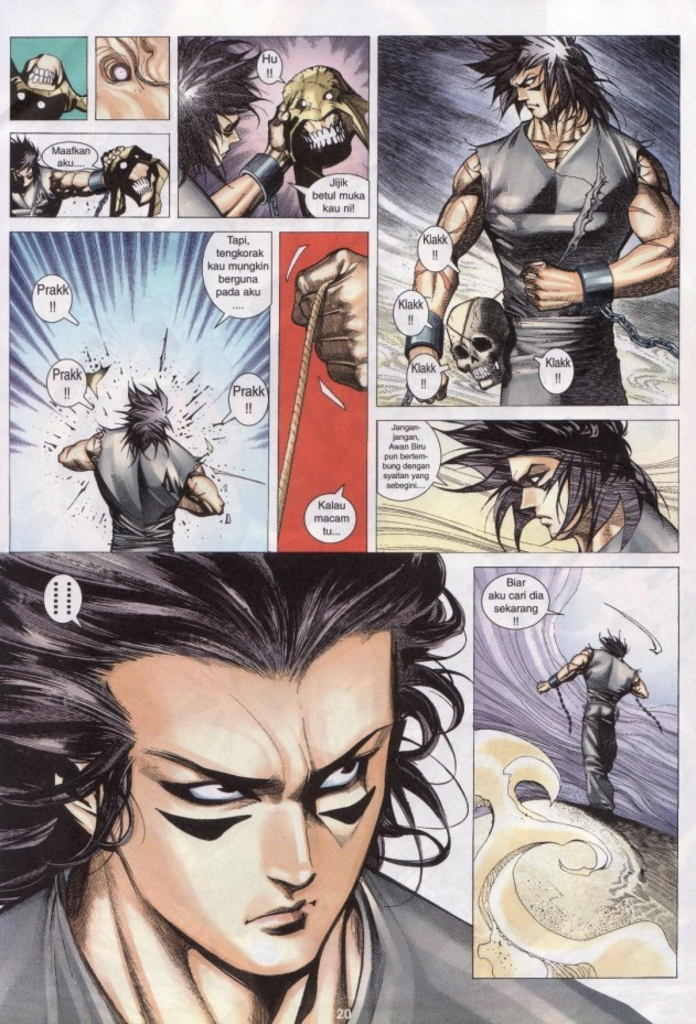 Hu
!!
Jijik
betul muka
kau ni!
Maafkan
aku....
Klakk
!!
Klakk
!!
Klakk
!!
Klakk
!!
Prakk
!!
Prakk
!!
Prakk
!!
Tapi,
tengkorak
kau mungkin
berguna
pada aku
....
Kalau
macam
tu...
Jangan-
jangan,
Awan Biru
pun bertem-
bung dengan
syaitan yang
sebegini....
!!!!
Biar
aku cari dia
sekarang
!!
20